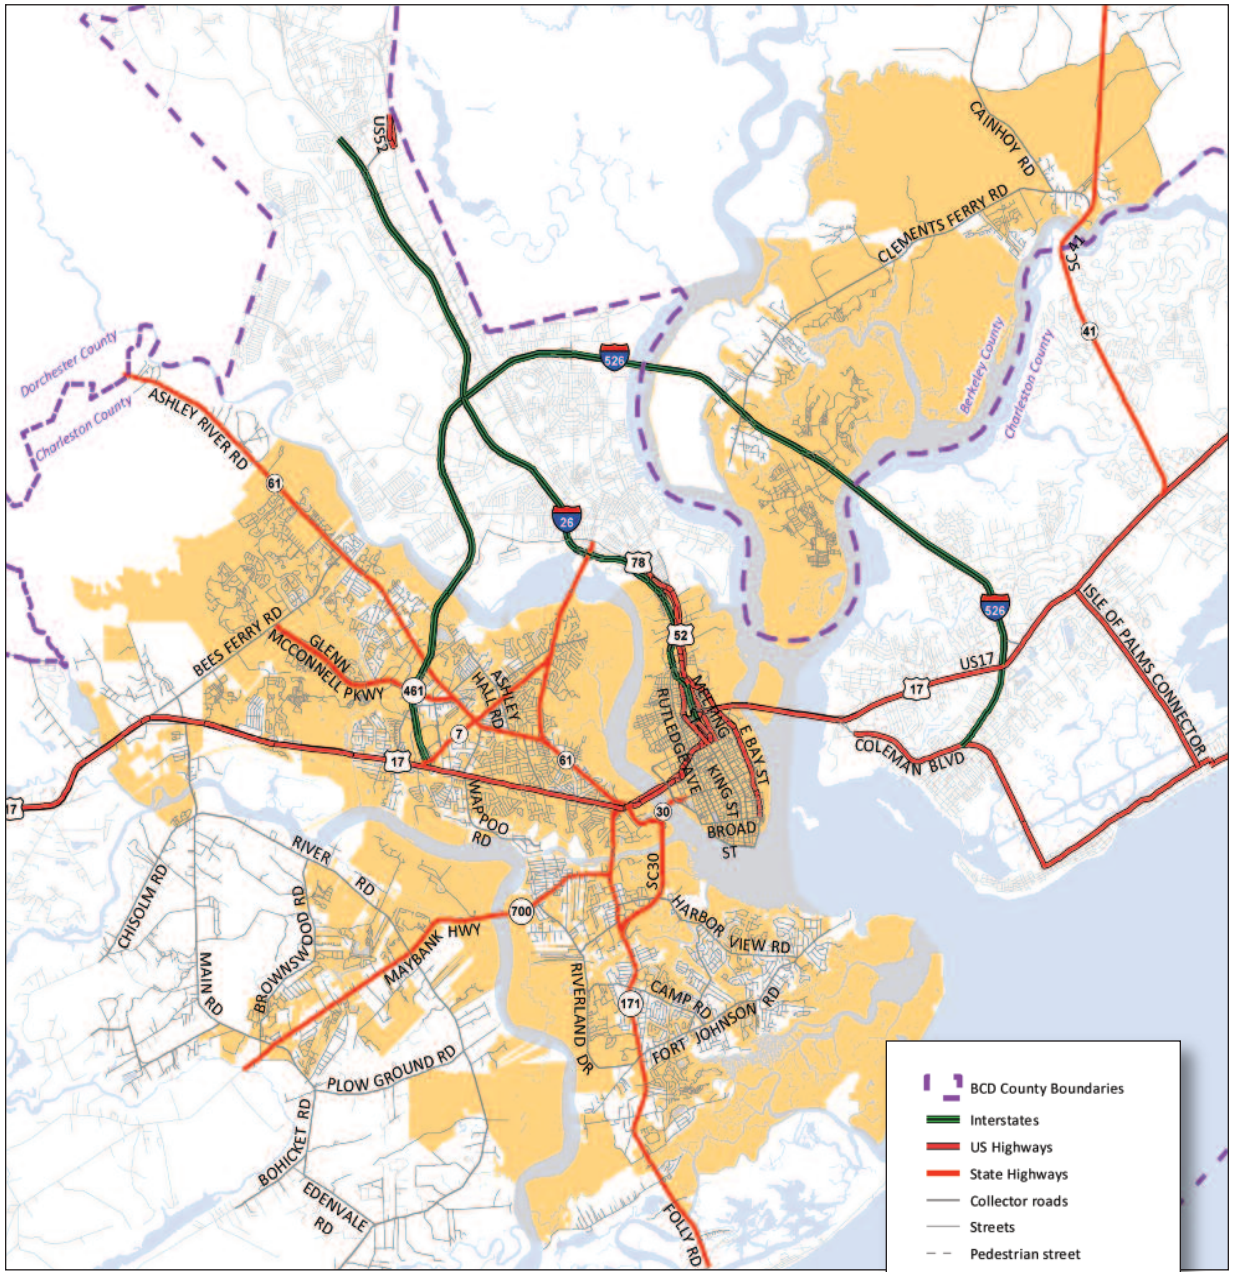 US52
CAINHOY RD
CLEMENTS FERRY RD
SC41
41
Dorchester County
Charleston County
526
Berkeley County
Charleston County
ASHLEY RIVER RD
61
26
78
526
ISLE OF PALMS CONNECTOR
BEES FERRY RD
GLENN
MCCONNELL PKWY
52
US17
17
461
ASHLEY
HALL RD
MEETING
ST
RUTLEDGE AVE
E BAY ST
7
17
61
COLEMAN BLVD
KING ST
17
WAPPOO
RD
30
BROAD
ST
RIVER
RD
SC30
CHISOLM RD
BROWNSWOOD RD
700
HARBOR
VIEW RD
MAYBANK HWY
MAIN
RD
RIVERLAND DR
CAMP RD
171
FORT JOHNSON RD
PLOW GROUND RD
BOHICKET RD
EDENVALE
RD
FOLLY RD
BCD County Boundaries
Interstates
US Highways
State Highways
Collector roads
Streets
Pedestrian street